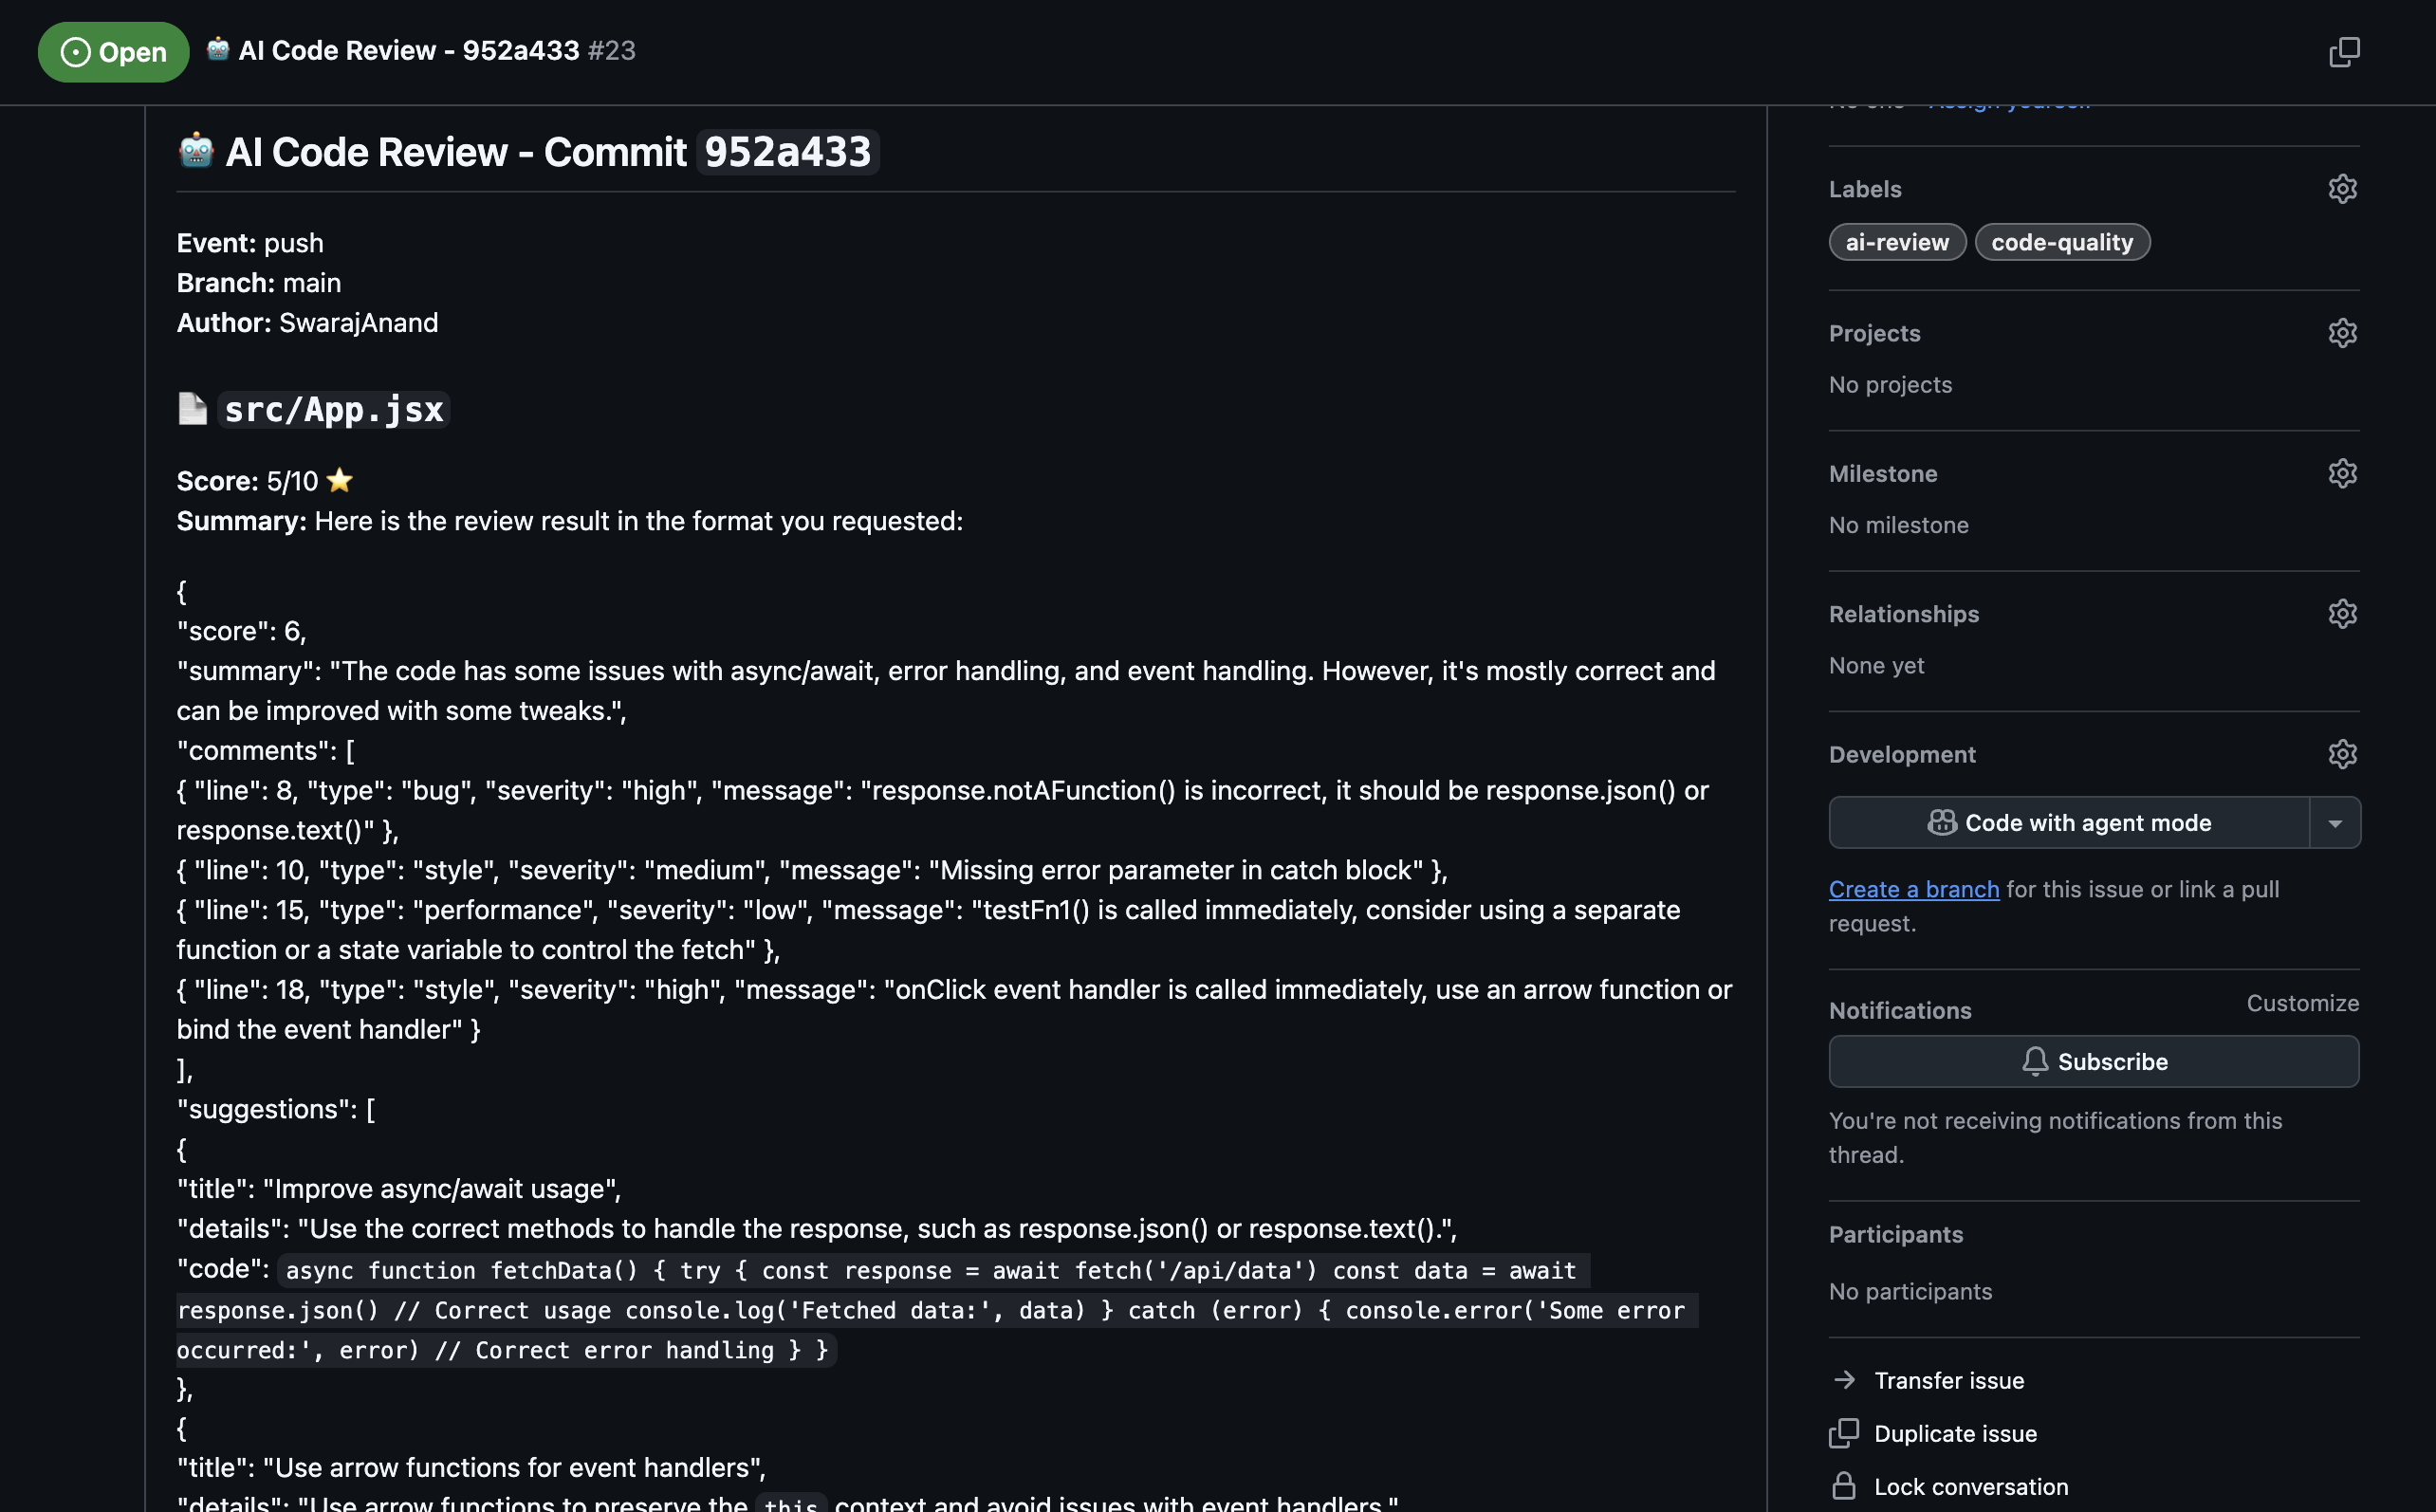 Open
🤖 AI Code Review - 952a433 #23
🤖 AI Code Review - Commit 952a433
Event: push
Branch: main
Author: SwarajAnand
📄 src/App.jsx
Score: 5/10 ⭐
Summary: Here is the review result in the format you requested:
{
"score": 6,
"summary": "The code has some issues with async/await, error handling, and event handling. However, it's mostly correct and
can be improved with some tweaks.",
"comments": [
{ "line": 8, "type": "bug", "severity": "high", "message": "response.notAFunction() is incorrect, it should be response.json() or
response.text()" },
{ "line": 10, "type": "style", "severity": "medium", "message": "Missing error parameter in catch block" },
{ "line": 15, "type": "performance", "severity": "low", "message": "testFn1() is called immediately, consider using a separate
function or a state variable to control the fetch" },
{ "line": 18, "type": "style", "severity": "high", "message": "onClick event handler is called immediately, use an arrow function or
bind the event handler" }
],
"suggestions": [
{
"title": "Improve async/await usage",
"details": "Use the correct methods to handle the response, such as response.json() or response.text().",
"code": async function fetchData() { try { const response = await fetch('/api/data') const data = await
response.json() // Correct usage console.log('Fetched data:', data) } catch (error) { console.error('Some error
occurred:', error) // Correct error handling } }
},
{
"title": "Use arrow functions for event handlers",
"details": "Use arrow functions to preserve the this context and avoid issues with event handlers."
No one - Assign yourself
Labels
ai-review code-quality
Projects
No projects
Milestone
No milestone
Relationships
None yet
Development
Code with agent mode
Create a branch for this issue or link a pull
request.
Notifications
Customize
Subscribe
You're not receiving notifications from this
thread.
Participants
No participants
Transfer issue
Duplicate issue
Lock conversation